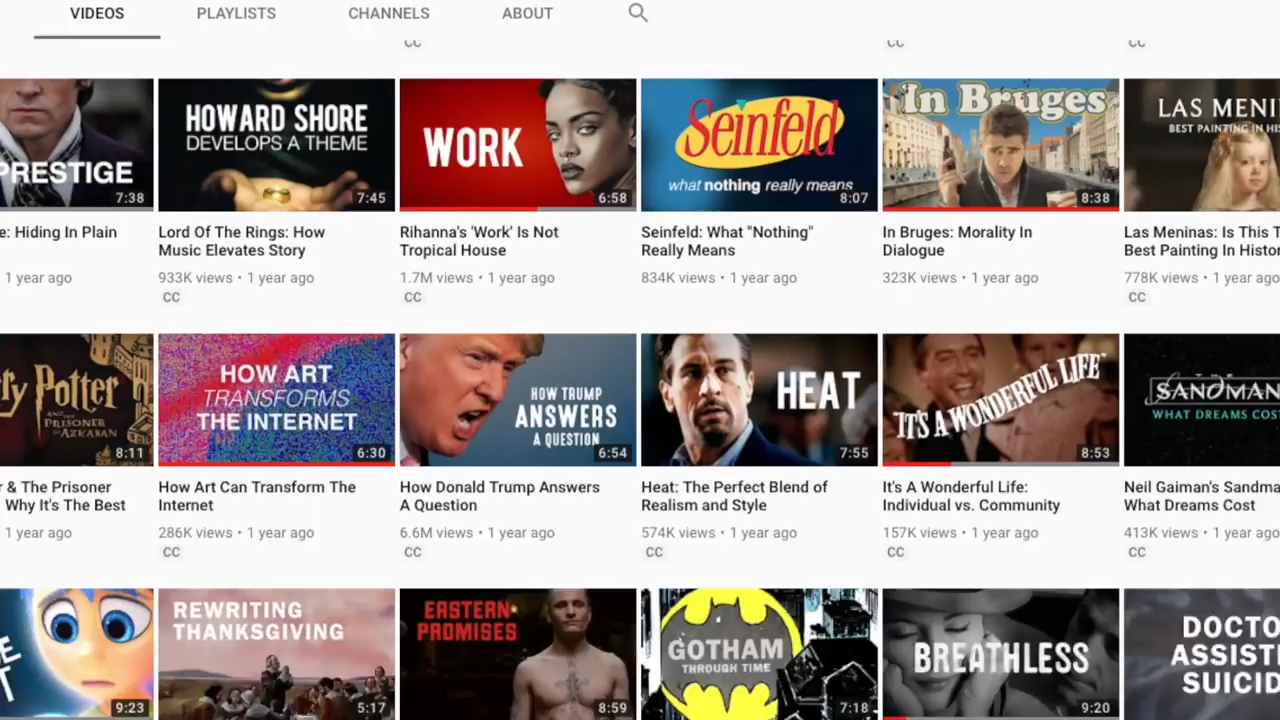 VIDEOS PLAYLISTS CHANNELS ABOUT
CC CC CC
PRESTIGE
7:38
HOWARD SHORE
DEVELOPS A THEME
7:45
WORK
6:58
Seinfeld
what nothing really means
8:07
In Bruges
8:38
LAS MENI
BEST PAINTING IN HIS
e: Hiding In Plain
1 year ago
Lord Of The Rings: How
Music Elevates Story
933K views • 1 year ago
CC
Rihanna's 'Work' Is Not
Tropical House
1.7M views • 1 year ago
CC
Seinfeld: What "Nothing"
Really Means
834K views • 1 year ago
In Bruges: Morality In
Dialogue
323K views • 1 year ago
Las Meninas: Is This T
Best Painting In Histor
778K views • 1 year ago
CC
ry Potter
AND THE
PRISONER
OF AZKABAN
8:11
HOW ART
TRANSFORMS
THE INTERNET
6:30
HOW TRUMP
ANSWERS
A QUESTION
6:54
HEAT
7:55
IT'S A WONDERFUL LIFE
8:53
THE
SANDMAN
WHAT DREAMS COS
r & The Prisoner
Why It's The Best
1 year ago
How Art Can Transform The
Internet
286K views • 1 year ago
CC
How Donald Trump Answers
A Question
6.6M views • 1 year ago
CC
Heat: The Perfect Blend of
Realism and Style
574K views • 1 year ago
CC
It's A Wonderful Life:
Individual vs. Community
157K views • 1 year ago
CC
Neil Gaiman's Sandma
What Dreams Cost
413K views • 1 year ago
CC
9:23
REWRITING
THANKSGIVING
5:17
EASTERN
PROMISES
8:59
GOTHAM
THROUGH TIME
7:18
BREATHLESS
9:20
DOCTO
ASSISTE
SUICID